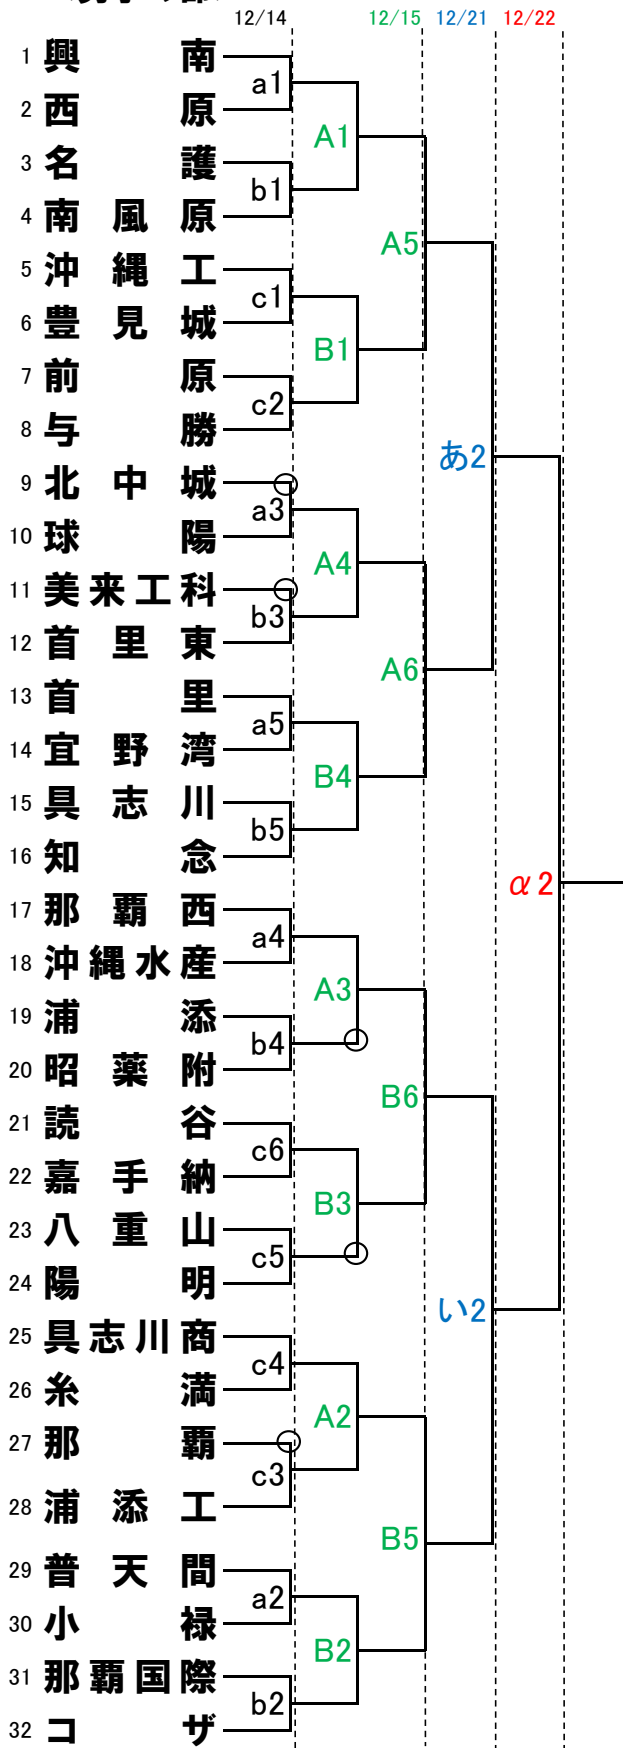 12/14 12/15 12/21 12/22
1 興南
a1
2 西原
A1
3 名護
b1
4 南風原
A5
5 沖縄工
c1
6 豊見城
B1
7 前原
c2
8 与勝
あ2
9 北中城
a3
10 球陽
A4
11 美来工科
b3
12 首里東
A6
13 首里
a5
14 宜野湾
B4
15 具志川
b5
16 知念
α2
17 那覇西
a4
18 沖縄水産
A3
19 浦添
b4
20 昭薬附
B6
21 読谷
c6
22 嘉手納
B3
23 八重山
c5
24 陽明
い2
25 具志川商
c4
26 糸満
A2
27 那覇
c3
28 浦添工
B5
29 普天間
a2
30 小禄
B2
31 那覇国際
b2
32 コザ